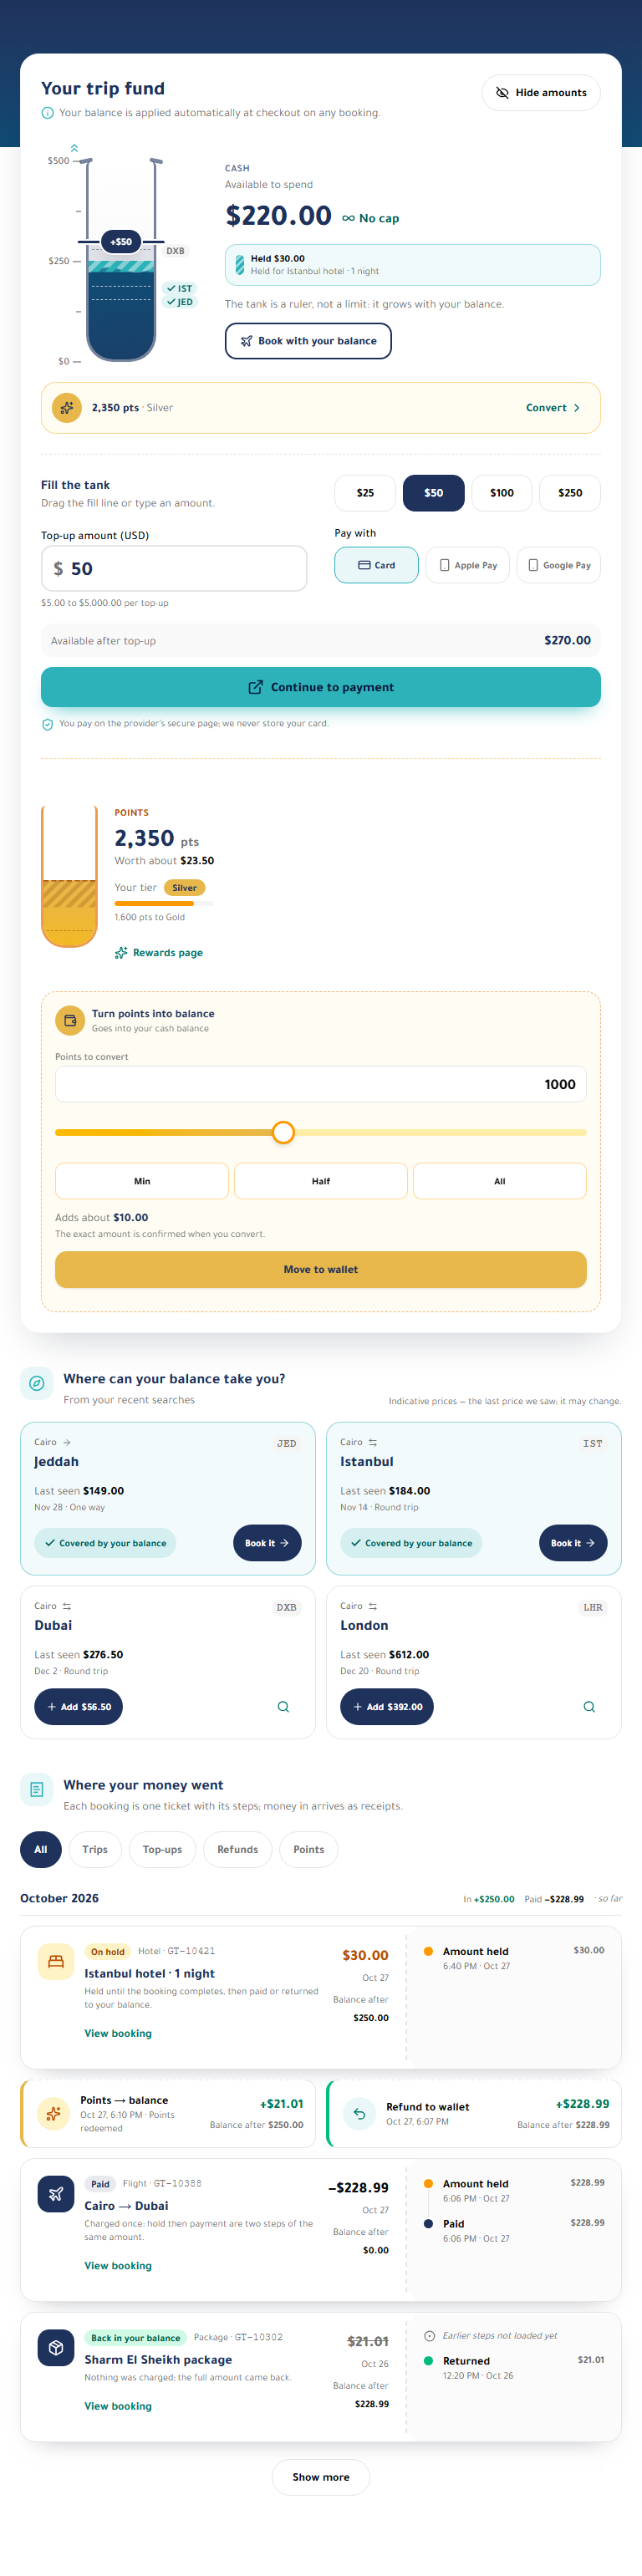 Your trip fund
Your balance is applied automatically at checkout on any booking.
Hide amounts
$500
+$50
DXB
$250
IST
JED
$0
CASH
Available to spend
$220.00 ∞ No cap
Held $30.00
Held for Istanbul hotel · 1 night
The tank is a ruler, not a limit: it grows with your balance.
Book with your balance
2,350 pts · Silver
Convert
Fill the tank
Drag the fill line or type an amount.
$25
$50
$100
$250
Top-up amount (USD)
$ 50
$5.00 to $5,000.00 per top-up
Pay with
Card
Apple Pay
Google Pay
Available after top-up
$270.00
Continue to payment
You pay on the provider's secure page; we never store your card.
POINTS
2,350 pts
Worth about $23.50
Your tier Silver
1,600 pts to Gold
Rewards page
Turn points into balance
Goes into your cash balance
Points to convert
1000
Min
Half
All
Adds about $10.00
The exact amount is confirmed when you convert.
Move to wallet
Where can your balance take you?
From your recent searches
Indicative prices — the last price we saw; it may change.
Cairo →
JED
Jeddah
Last seen $149.00
Nov 28 · One way
Covered by your balance
Book it →
Cairo ⇆
IST
Istanbul
Last seen $184.00
Nov 14 · Round trip
Covered by your balance
Book it →
Cairo ⇆
DXB
Dubai
Last seen $276.50
Dec 2 · Round trip
+ Add $56.50
Cairo ⇆
LHR
London
Last seen $612.00
Dec 20 · Round trip
+ Add $392.00
Where your money went
Each booking is one ticket with its steps; money in arrives as receipts.
All
Trips
Top-ups
Refunds
Points
October 2026
In +$250.00 Paid −$228.99 · so far
On hold Hotel · GT-10421
Istanbul hotel · 1 night
Held until the booking completes, then paid or returned
to your balance.
View booking
$30.00
Oct 27
Balance after
$250.00
Amount held $30.00
6:40 PM · Oct 27
Points → balance
Oct 27, 6:10 PM · Points
redeemed
+$21.01
Balance after $250.00
Refund to wallet
Oct 27, 6:07 PM
+$228.99
Balance after $228.99
Paid Flight · GT-10388
Cairo → Dubai
Charged once: hold then payment are two steps of the
same amount.
View booking
−$228.99
Oct 27
Balance after
$0.00
Amount held $228.99
6:06 PM · Oct 27
Paid $228.99
6:06 PM · Oct 27
Back in your balance Package · GT-10302
Sharm El Sheikh package
Nothing was charged; the full amount came back.
View booking
$21.01
Oct 26
Balance after
$228.99
Earlier steps not loaded yet
Returned $21.01
12:20 PM · Oct 26
Show more